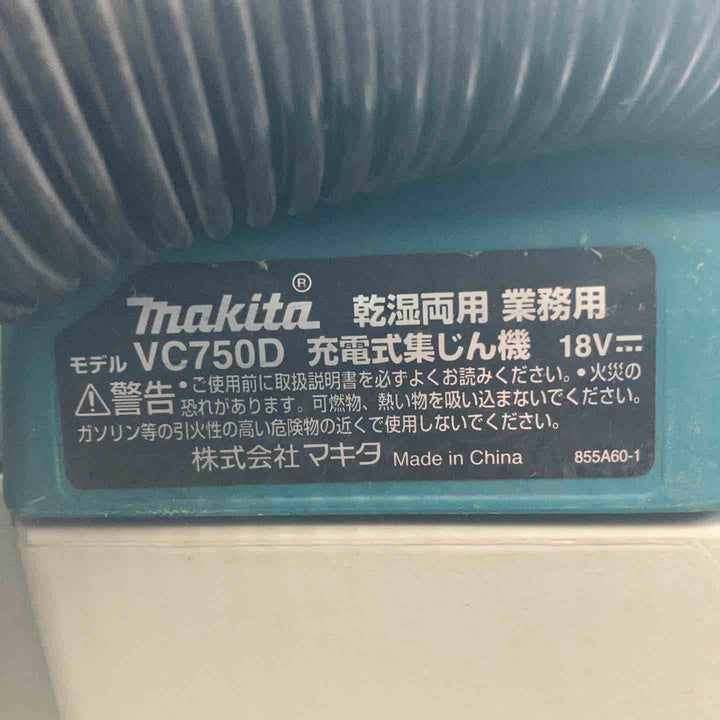 makita® 乾湿両用 業務用
モデル VC750D 充電式集じん機 18V⎓
⚠警告 •ご使用前に取扱説明書を必ずよくお読みください。•火災の
恐れがあります。可燃物、熱い物を吸い込まないでください。
ガソリン等の引火性の高い危険物の近くで使用しないでください。
株式会社 マキタ Made in China 855A60-1